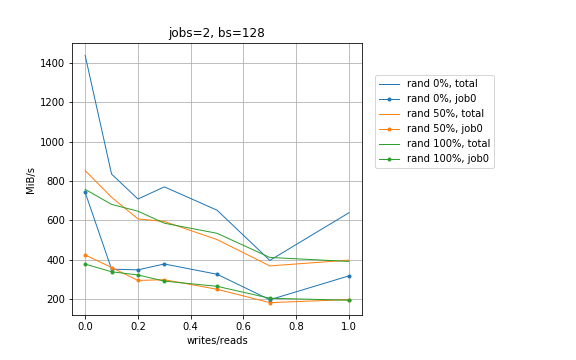 jobs=2, bs=128
MiB/s
1400
1200
1000
800
600
400
200
0.0 0.2 0.4 0.6 0.8 1.0
writes/reads
rand 0%, total
rand 0%, job0
rand 50%, total
rand 50%, job0
rand 100%, total
rand 100%, job0